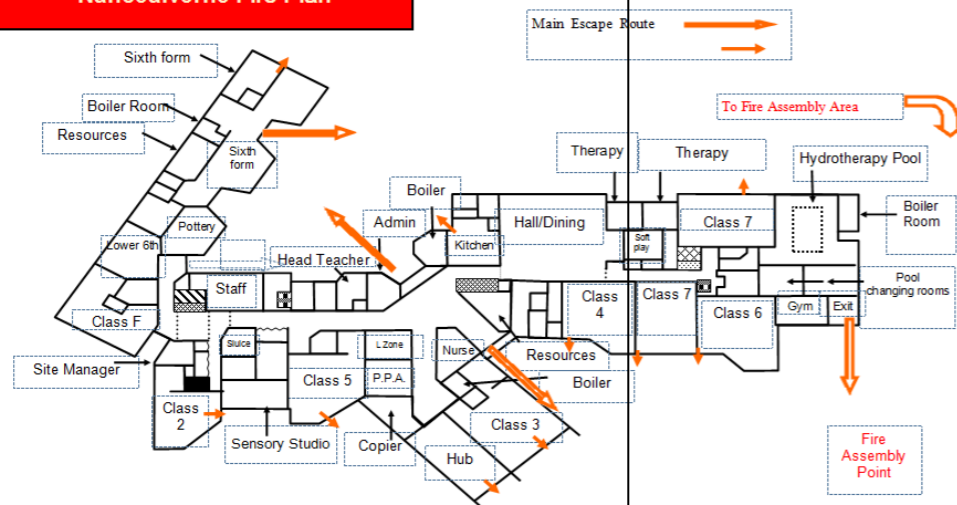 Main Escape Route
To Fire Assembly Area
Sixth form
Boiler Room
Resources
Sixth
form
Therapy
Therapy
Hydrotherapy Pool
Boiler
Admin
Hall/Dining
Class 7
Boiler
Room
Pottery
Lower 6th
Kitchen
Soft
play
Head Teacher
Staff
Pool
changing rooms
Class
4
Class 7
Class 6
Gym
Exit
Class F
Sluice
L Zone
Nurse
Resources
Site Manager
Class 5
P.P.A.
Boiler
Class
2
Sensory Studio
Copier
Class 3
Hub
Fire
Assembly
Point